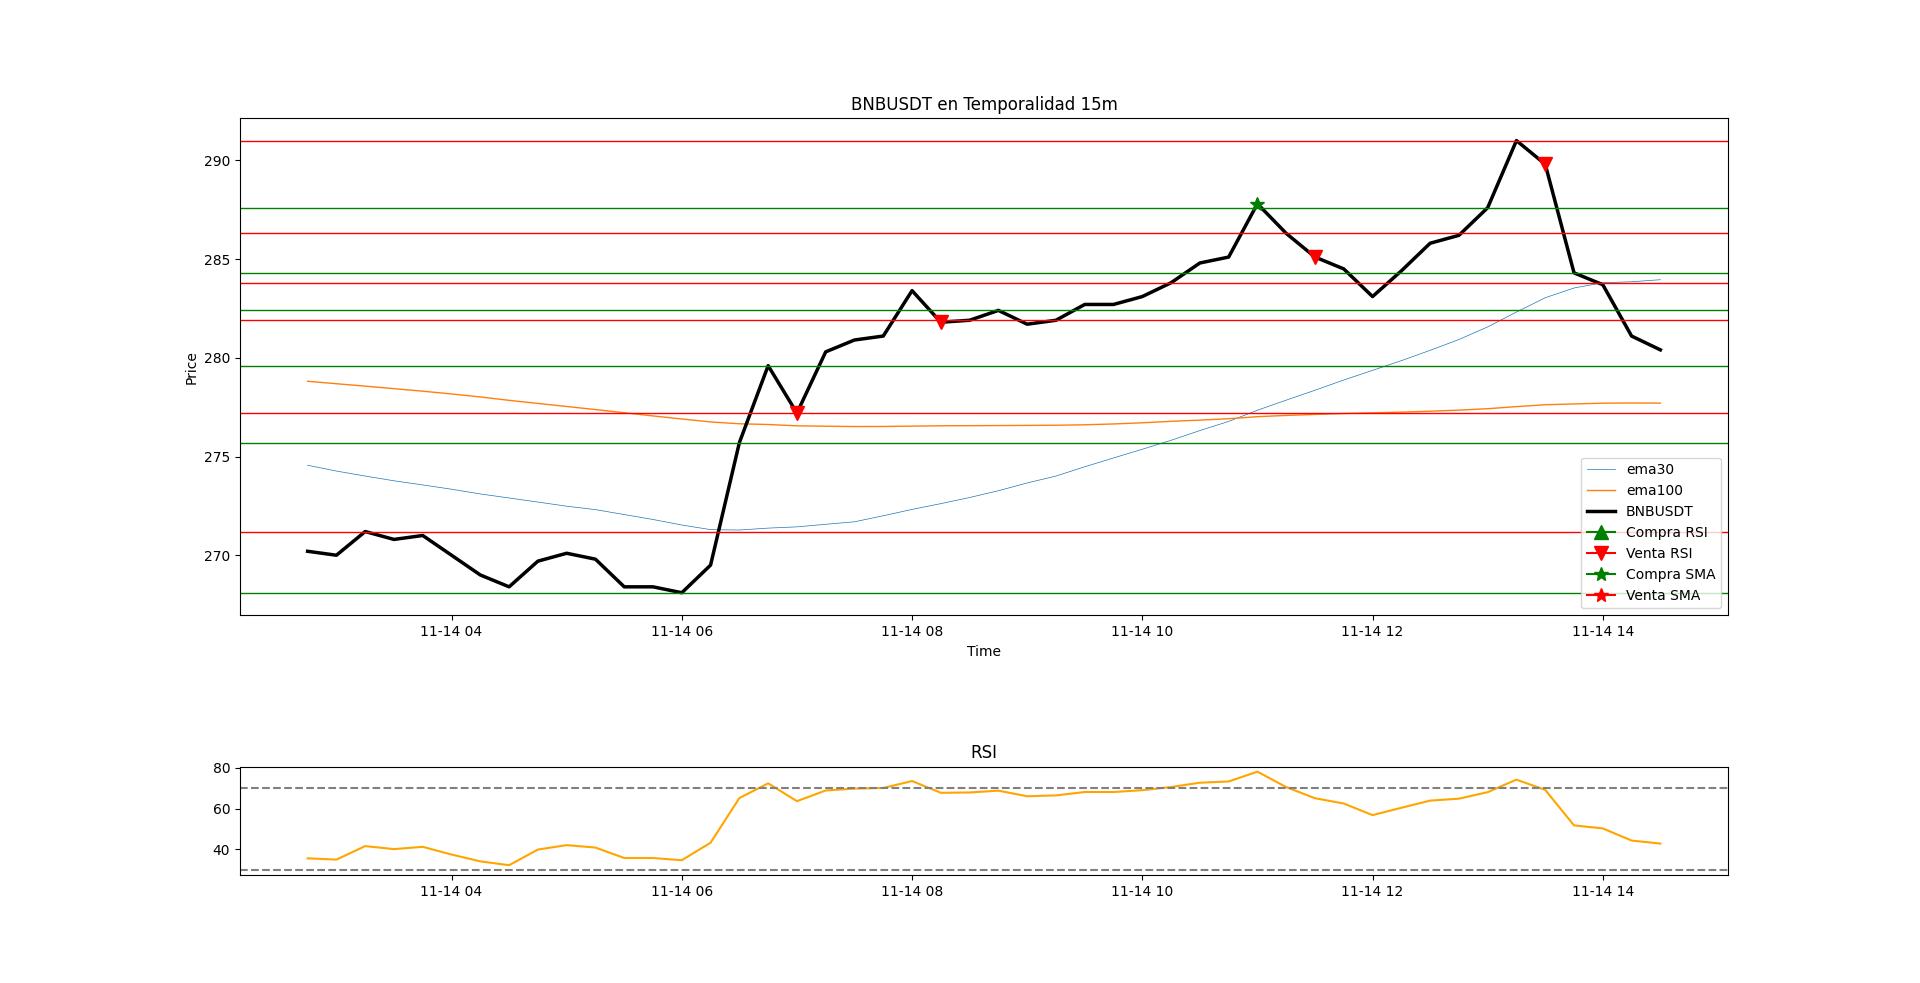 BNBUSDT en Temporalidad 15m
290
285
280
275
270
Price
ema30
ema100
BNBUSDT
Compra RSI
Venta RSI
Compra SMA
Venta SMA
11-14 04 11-14 06 11-14 08 11-14 10 11-14 12 11-14 14
Time
RSI
80
60
40
11-14 04 11-14 06 11-14 08 11-14 10 11-14 12 11-14 14